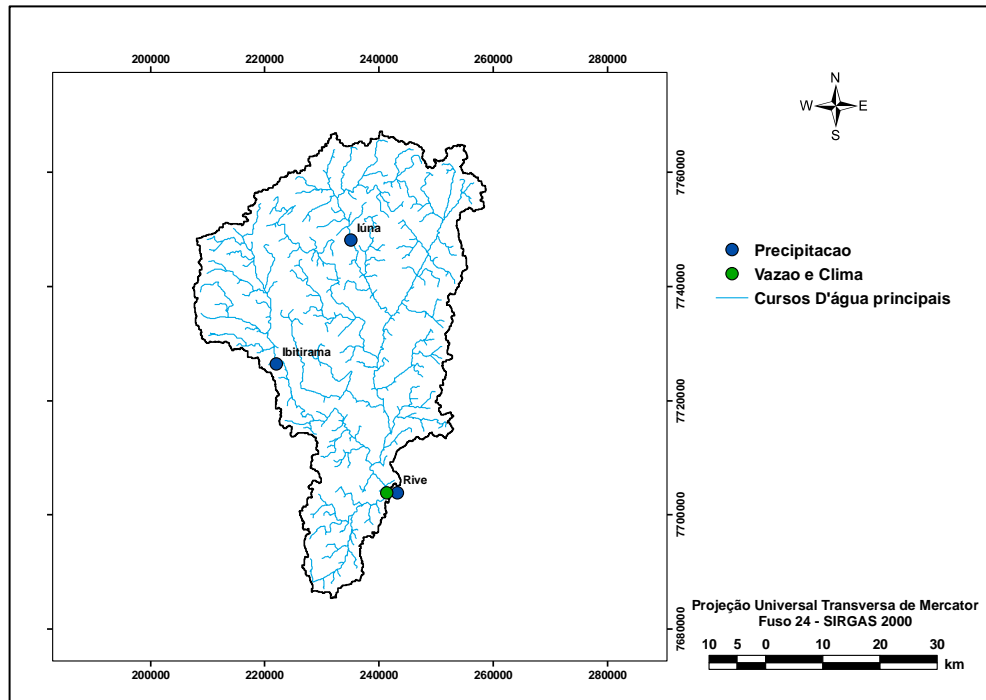 200000 220000 240000 260000 280000
N
W E
S
7760000
7740000
7720000
7700000
7680000
Iúna
Ibitirama
Rive
Precipitacao
Vazao e Clima
Cursos D'água principais
Projeção Universal Transversa de Mercator
Fuso 24 - SIRGAS 2000
10 5 0 10 20 30
km
200000 220000 240000 260000 280000